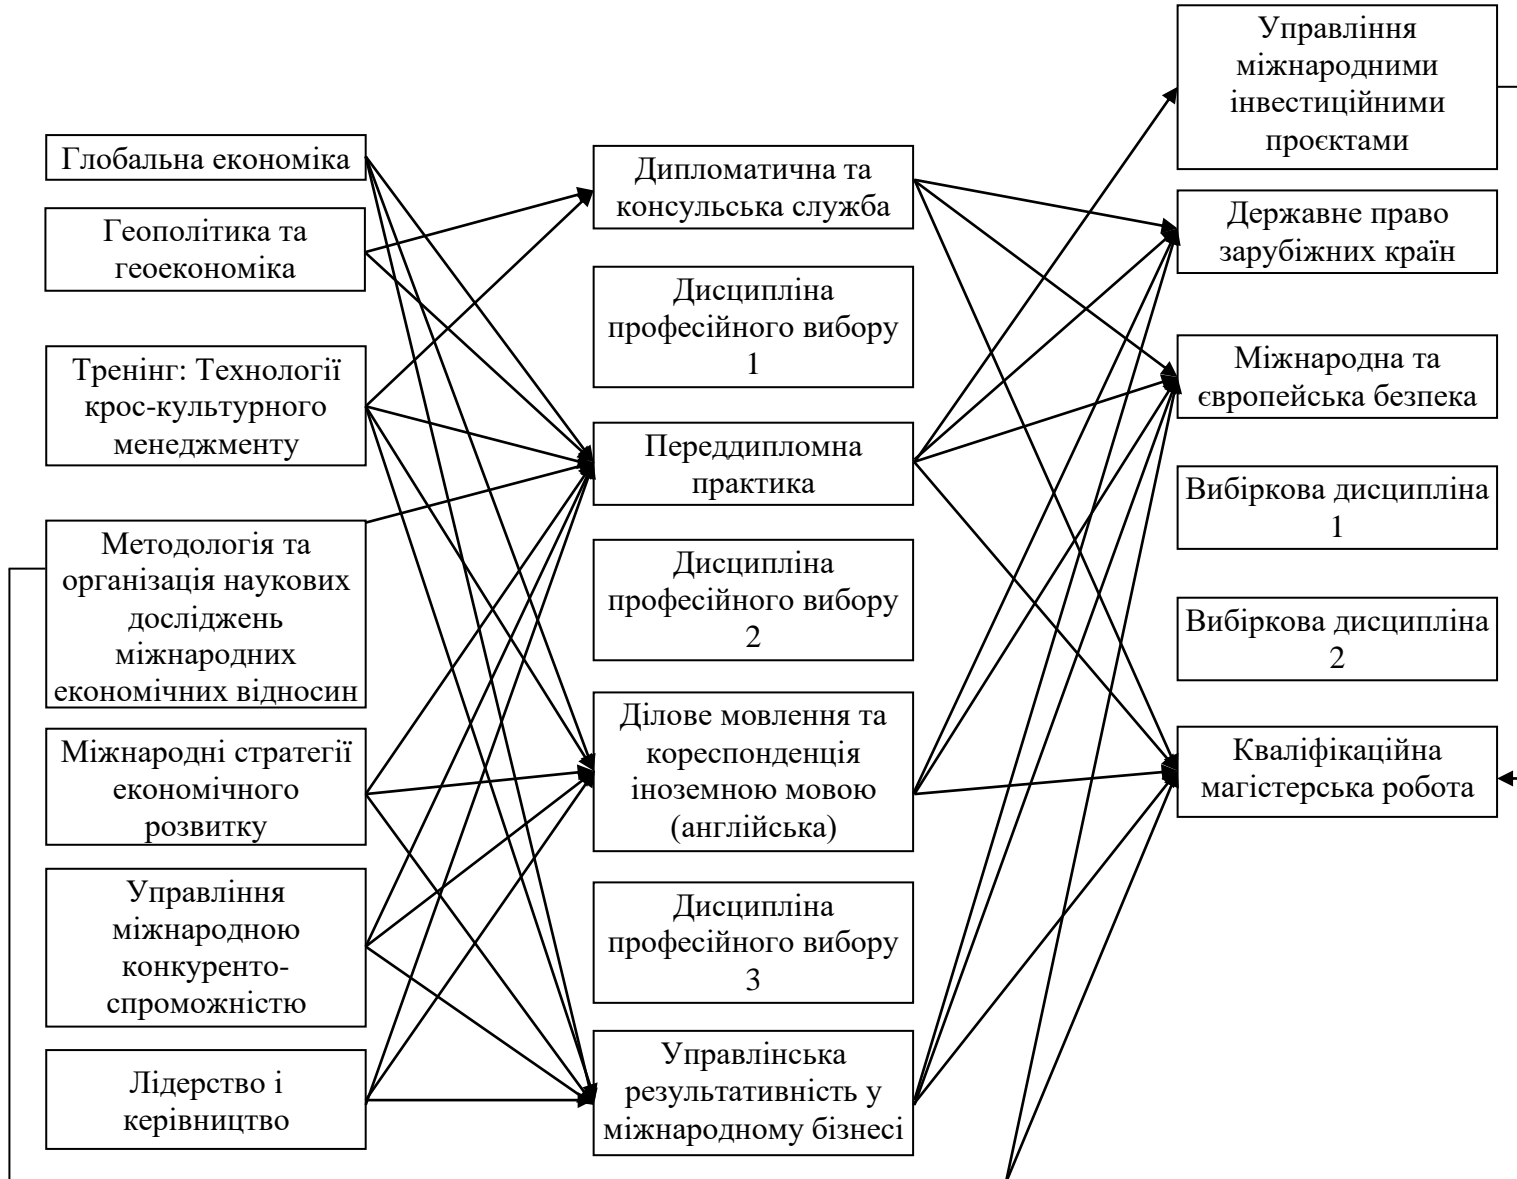 Глобальна економіка
Геополітика та
геоекономіка
Тренінг: Технології
крос-культурного
менеджменту
Методологія та
організація наукових
досліджень
міжнародних
економічних відносин
Міжнародні стратегії
економічного
розвитку
Управління
міжнародною
конкуренто-
спроможністю
Лідерство і
керівництво
Дипломатична та
консульська служба
Дисципліна
професійного вибору
1
Переддипломна
практика
Дисципліна
професійного вибору
2
Ділове мовлення та
кореспонденція
іноземною мовою
(англійська)
Дисципліна
професійного вибору
3
Управлінська
результативність у
міжнародному бізнесі
Управління
міжнародними
інвестиційними
проєктами
Державне право
зарубіжних країн
Міжнародна та
європейська безпека
Вибіркова дисципліна
1
Вибіркова дисципліна
2
Кваліфікаційна
магістерська робота